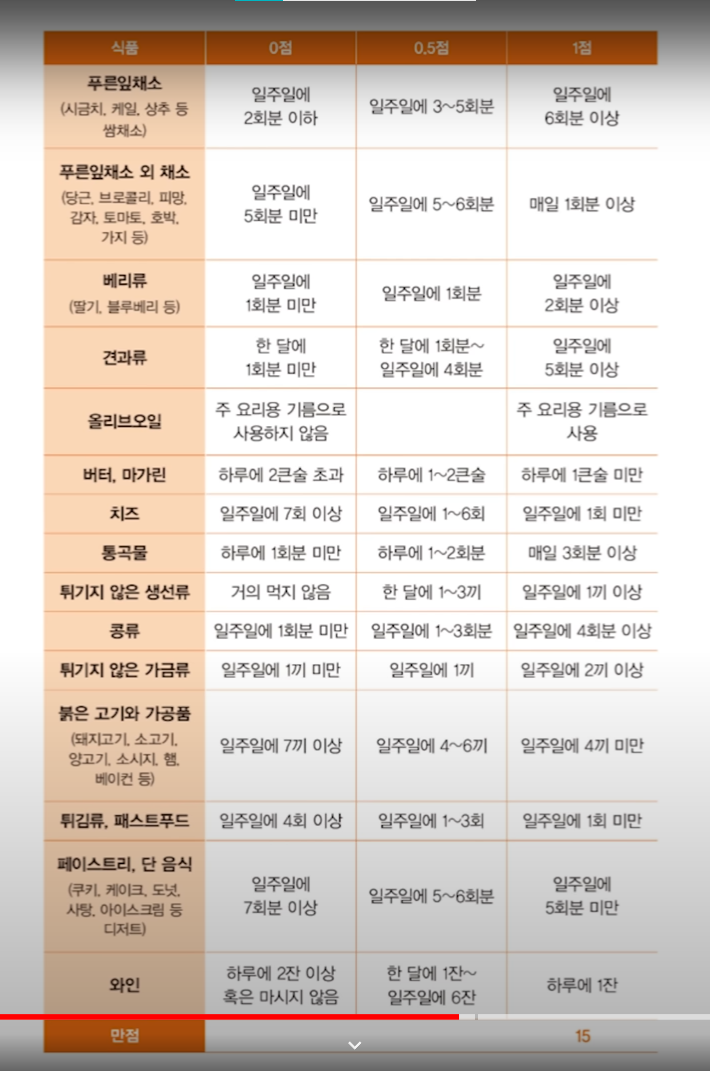 식품 0점 0.5점 1점
푸른잎채소
(시금치, 케일, 상추 등
쌈채소)
일주일에
2회분 이하
일주일에 3~5회분
일주일에
6회분 이상
푸른잎채소 외 채소
(당근, 브로콜리, 피망,
감자, 토마토, 호박,
가지 등)
일주일에
5회분 미만
일주일에 5~6회분
매일 1회분 이상
베리류
(딸기, 블루베리 등)
일주일에
1회분 미만
일주일에 1회분
일주일에
2회분 이상
견과류
한 달에
1회분 미만
한 달에 1회분~
일주일에 4회분
일주일에
5회분 이상
올리브오일
주 요리용 기름으로
사용하지 않음
주 요리용 기름으로
사용
버터, 마가린 하루에 2큰술 초과 하루에 1~2큰술 하루에 1큰술 미만
치즈 일주일에 7회 이상 일주일에 1~6회 일주일에 1회 미만
통곡물 하루에 1회분 미만 하루에 1~2회분 매일 3회분 이상
튀기지 않은 생선류 거의 먹지 않음 한 달에 1~3끼 일주일에 1끼 이상
콩류 일주일에 1회분 미만 일주일에 1~3회분 일주일에 4회분 이상
튀기지 않은 가금류 일주일에 1끼 미만 일주일에 1끼 일주일에 2끼 이상
붉은 고기와 가공품
(돼지고기, 소고기,
양고기, 소시지, 햄,
베이컨 등)
일주일에 7끼 이상
일주일에 4~6끼
일주일에 4끼 미만
튀김류, 패스트푸드 일주일에 4회 이상 일주일에 1~3회 일주일에 1회 미만
페이스트리, 단 음식
(쿠키, 케이크, 도넛,
사탕, 아이스크림 등
디저트)
일주일에
7회분 이상
일주일에 5~6회분
일주일에
5회분 미만
와인
하루에 2잔 이상
혹은 마시지 않음
한 달에 1잔~
일주일에 6잔
하루에 1잔
만점 15